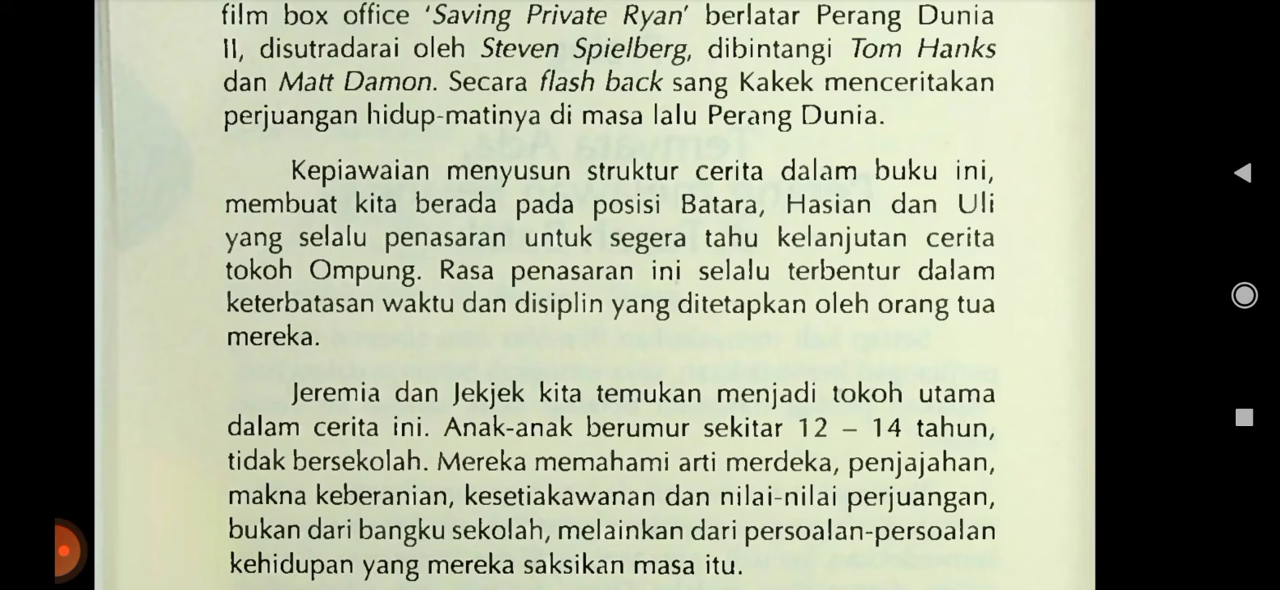 film box office ‘Saving Private Ryan’ berlatar Perang Dunia
II, disutradarai oleh Steven Spielberg, dibintangi Tom Hanks
dan Matt Damon. Secara flash back sang Kakek menceritakan
perjuangan hidup-matinya di masa lalu Perang Dunia.
Kepiawaian menyusun struktur cerita dalam buku ini,
membuat kita berada pada posisi Batara, Hasian dan Uli
yang selalu penasaran untuk segera tahu kelanjutan cerita
tokoh Ompung. Rasa penasaran ini selalu terbentur dalam
keterbatasan waktu dan disiplin yang ditetapkan oleh orang tua
mereka.
Jeremia dan Jekjek kita temukan menjadi tokoh utama
dalam cerita ini. Anak-anak berumur sekitar 12 – 14 tahun,
tidak bersekolah. Mereka memahami arti merdeka, penjajahan,
makna keberanian, kesetiakawanan dan nilai-nilai perjuangan,
bukan dari bangku sekolah, melainkan dari persoalan-persoalan
kehidupan yang mereka saksikan masa itu.